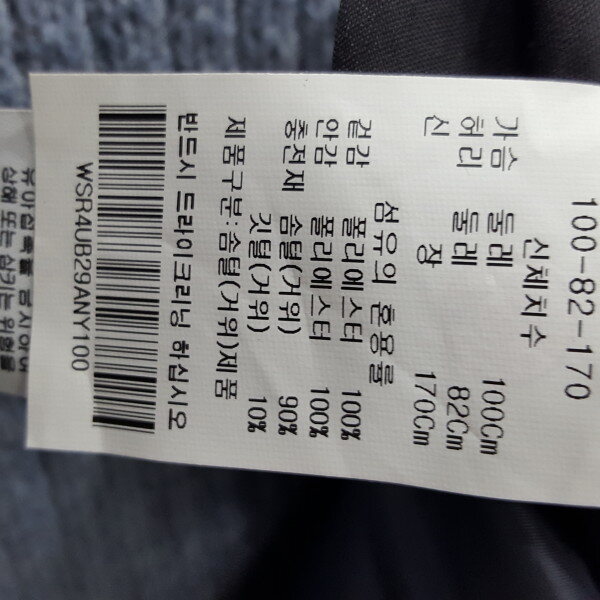 100-82-170
신체치수
가슴 둘레 100Cm
허리 둘레 82Cm
신 장 170Cm
섬유의 혼용률
겉감 폴리에스터 100%
안감 폴리에스터 100%
충전재 솜털(거위) 90%
깃털(거위) 10%
제품구분:솜털(거위)제품
반드시 드라이크리닝 하십시오
WSR4UB29ANY100